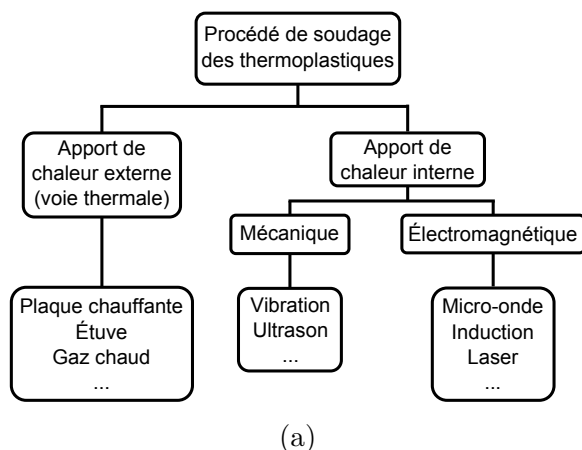 Procédé de soudage
des thermoplastiques
Apport de
chaleur externe
(voie thermale)
Apport de
chaleur interne
Mécanique
Électromagnétique
Plaque chauffante
Étuve
Gaz chaud
...
Vibration
Ultrason
...
Micro-onde
Induction
Laser
...
(a)